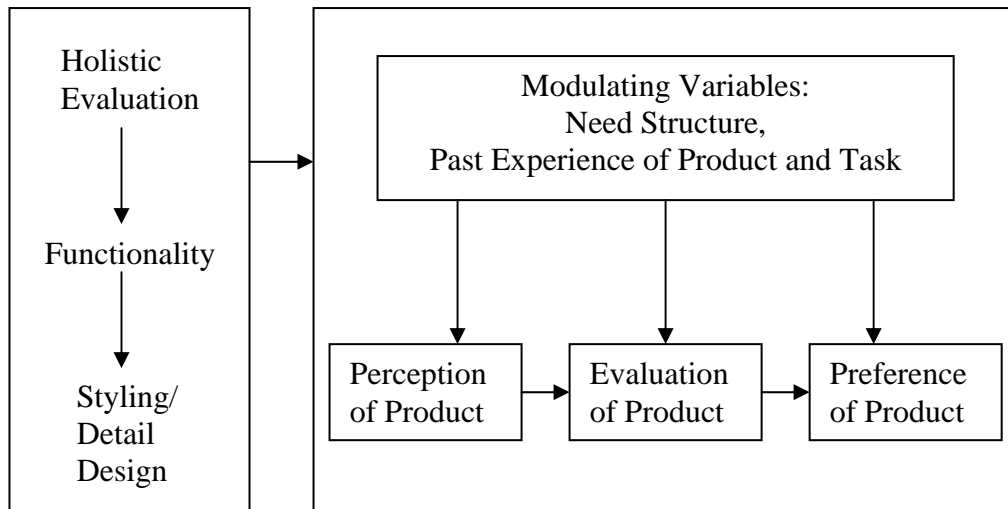 Holistic
Evaluation
Functionality
Styling/
Detail
Design
Modulating Variables:
Need Structure,
Past Experience of Product and Task
Perception
of Product
Evaluation
of Product
Preference
of Product